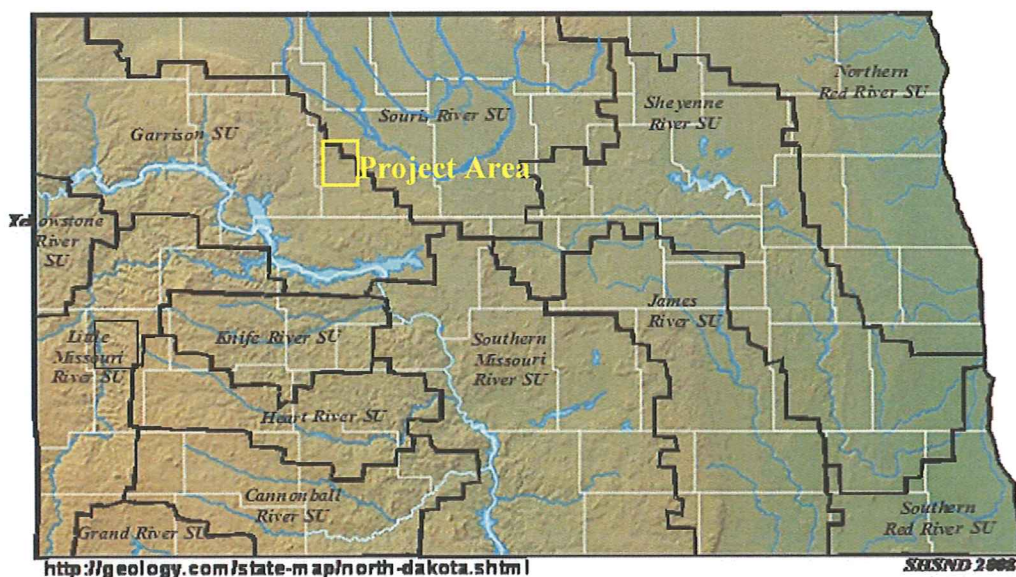 Northern
Red River SU
Sheyenne
River SU
Souris River SU
Garrison SU
Project Area
Yellowstone
River
SU
Little
Missouri
River SU
Knife River SU
Southern
Missouri
River SU
James
River SU
Heart River SU
Cannonball
River SU
Grand River SU
Southern
Red River SU
http://geology.com/state-map/north-dakota.shtml
SHSND 2008